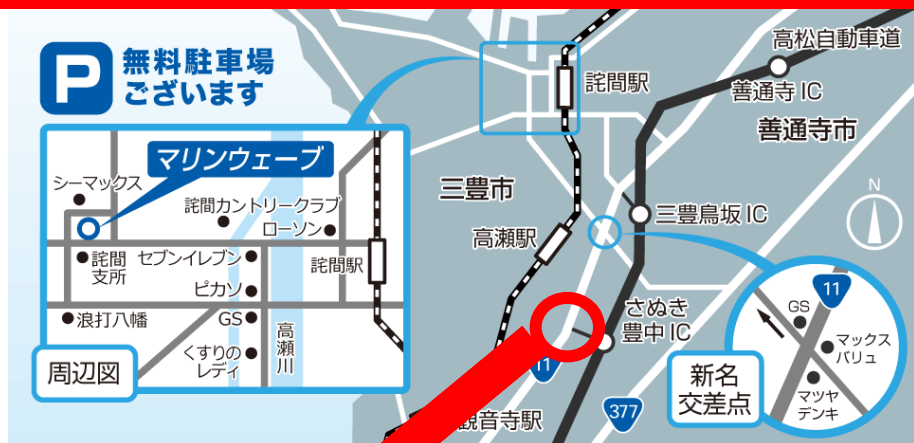 P
無料駐車場
ございます
マリンウェーブ
シーマックス
詫間カントリークラブ
ローソン
詫間
支所
セブンイレブン
詫間駅
ピカソ
浪打八幡
GS
高瀬川
くすりの
レディ
周辺図
高松自動車道
詫間駅
善通寺IC
善通寺市
三豊市
三豊鳥坂IC
N
高瀬駅
さぬき
豊中IC
11
観音寺駅
377
11
GS
マックス
バリュ
マツヤ
デンキ
新名
交差点